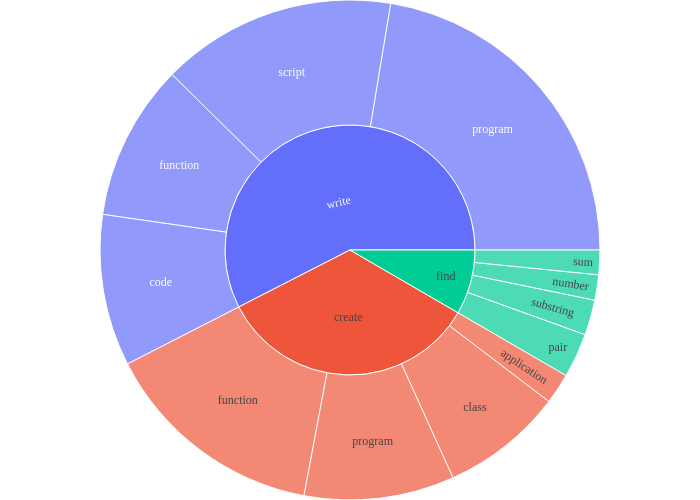 script
program
function
write
code
create
find
sum
number
substring
pair
application
class
function
program